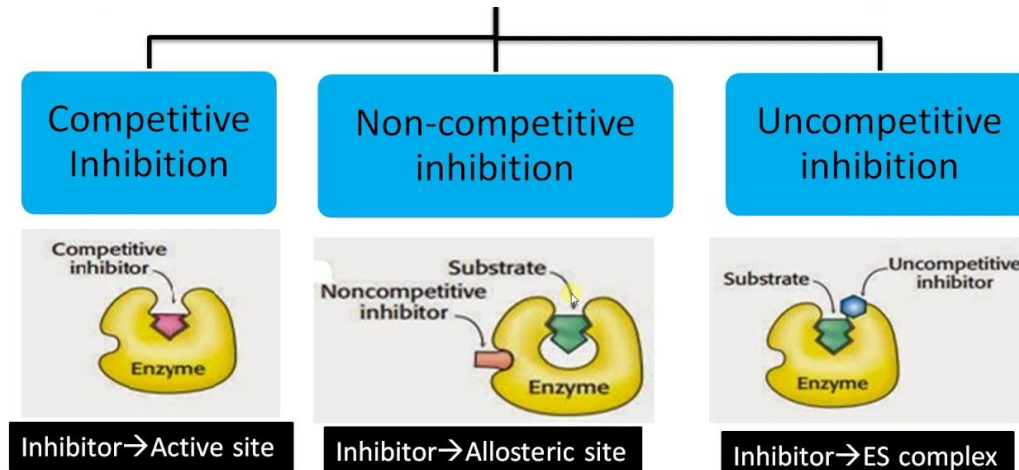 Competitive
Inhibition
Non-competitive
inhibition
Uncompetitive
inhibition
Competitive
inhibitor
Enzyme
Inhibitor→Active site
Substrate
Noncompetitive
inhibitor
Enzyme
Inhibitor→Allosteric site
Substrate
Uncompetitive
inhibitor
Enzyme
Inhibitor→ES complex